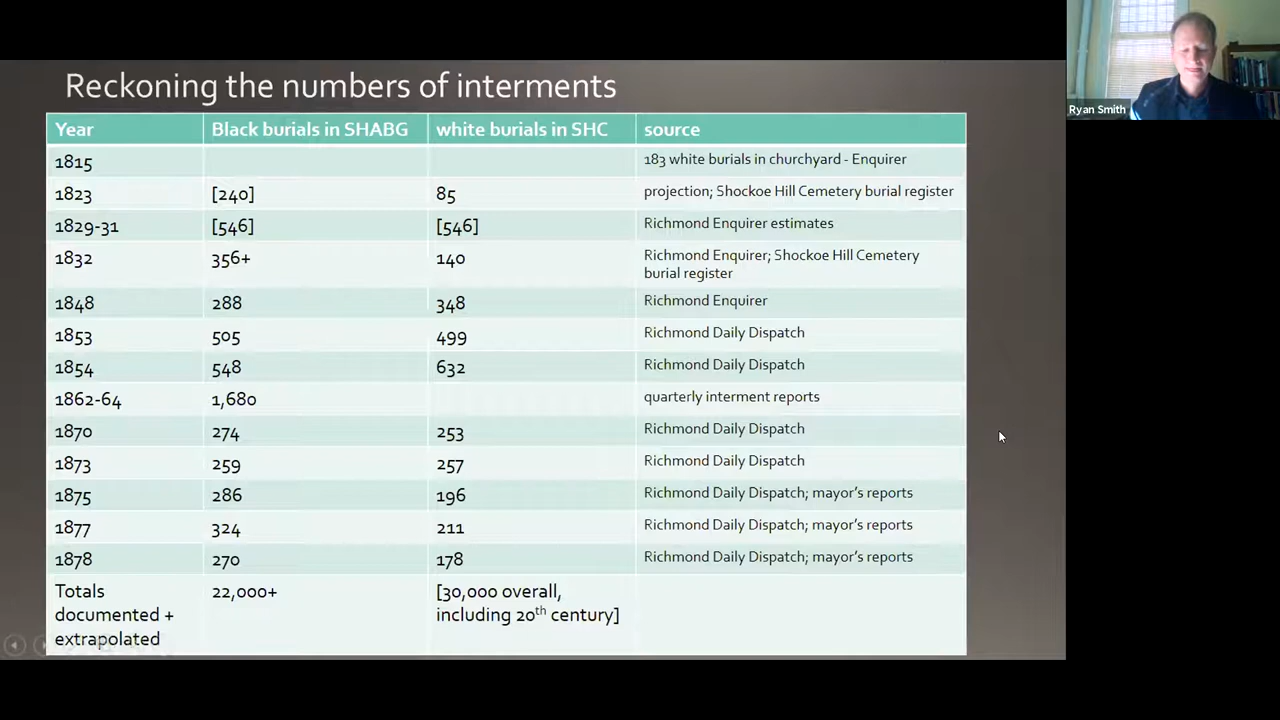 Reckoning the numbers of interments
Year Black burials in SHABG white burials in SHC source
1815 183 white burials in churchyard - Enquirer
1823 [240] 85 projection; Shockoe Hill Cemetery burial register
1829-31 [546] [546] Richmond Enquirer estimates
1832 356+ 140 Richmond Enquirer; Shockoe Hill Cemetery
burial register
1848 288 348 Richmond Enquirer
1853 505 499 Richmond Daily Dispatch
1854 548 632 Richmond Daily Dispatch
1862-64 1,680 quarterly interment reports
1870 274 253 Richmond Daily Dispatch
1873 259 257 Richmond Daily Dispatch
1875 286 196 Richmond Daily Dispatch; mayor's reports
1877 324 211 Richmond Daily Dispatch; mayor's reports
1878 270 178 Richmond Daily Dispatch; mayor's reports
Totals 22,000+ [30,000 overall,
documented + including 20th century]
extrapolated
Ryan Smith